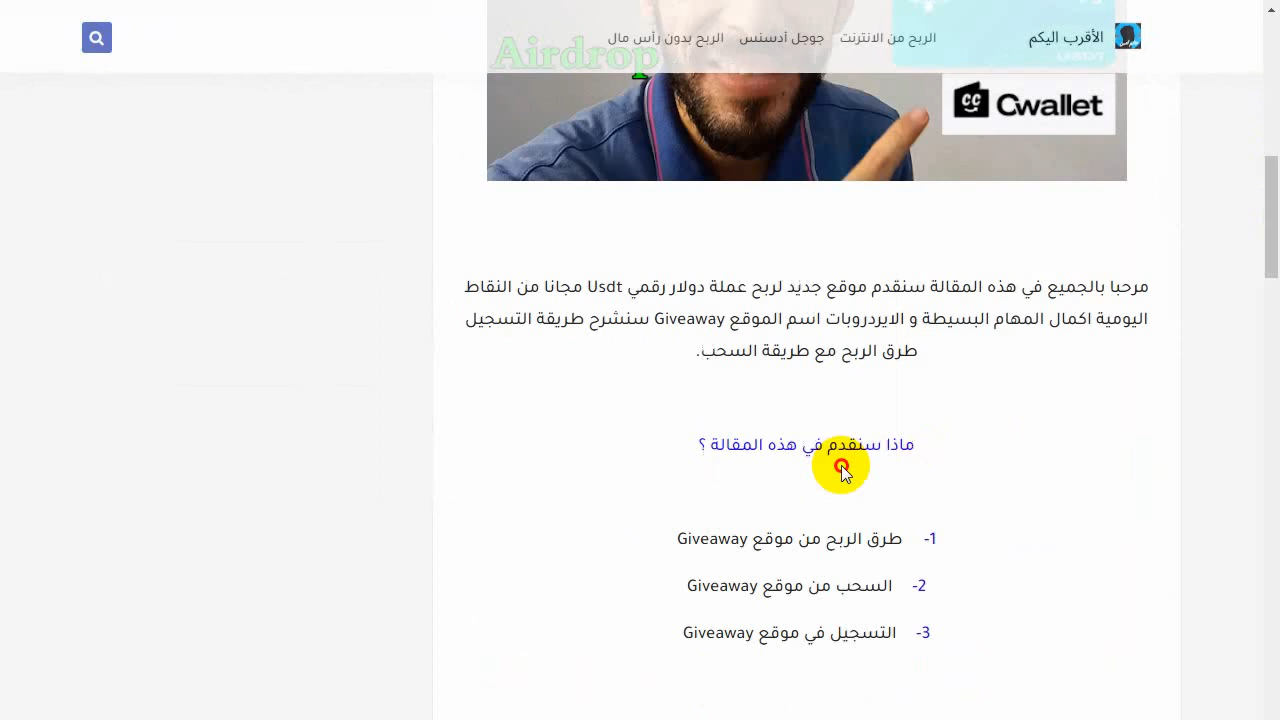 الأقرب اليكم
الربح من الانترنت
جوجل أدسنس
الربح بدون رأس مال
Airdrop
Cwallet
مرحبا بالجميع في هذه المقالة سنقدم موقع جديد لربح عملة دولار رقمي Usdt مجانا من النقاط
اليومية اكمال المهام البسيطة و الايردروبات اسم الموقع Giveaway سنشرح طريقة التسجيل
طرق الربح مع طريقة السحب.
ماذا سنقدم في هذه المقالة ؟
1- طرق الربح من موقع Giveaway
2- السحب من موقع Giveaway
3- التسجيل في موقع Giveaway